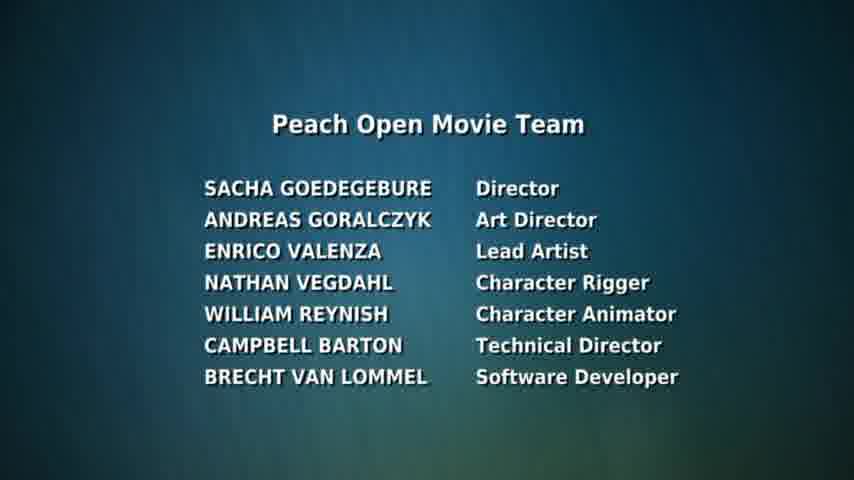 Peach Open Movie Team
SACHA GOEDEGEBURE Director
ANDREAS GORALCZYK Art Director
ENRICO VALENZA Lead Artist
NATHAN VEGDAHL Character Rigger
WILLIAM REYNISH Character Animator
CAMPBELL BARTON Technical Director
BRECHT VAN LOMMEL Software Developer